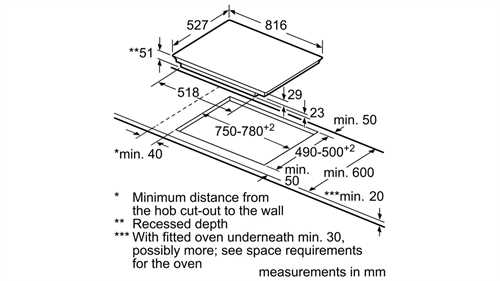 527
816
**51
518
29
23
min. 50
750-780+2
490-500+2
*min. 40
min. 50
min. 600
***min. 20
* Minimum distance from
the hob cut-out to the wall
** Recessed depth
*** With fitted oven underneath min. 30,
possibly more; see space requirements
for the oven
measurements in mm